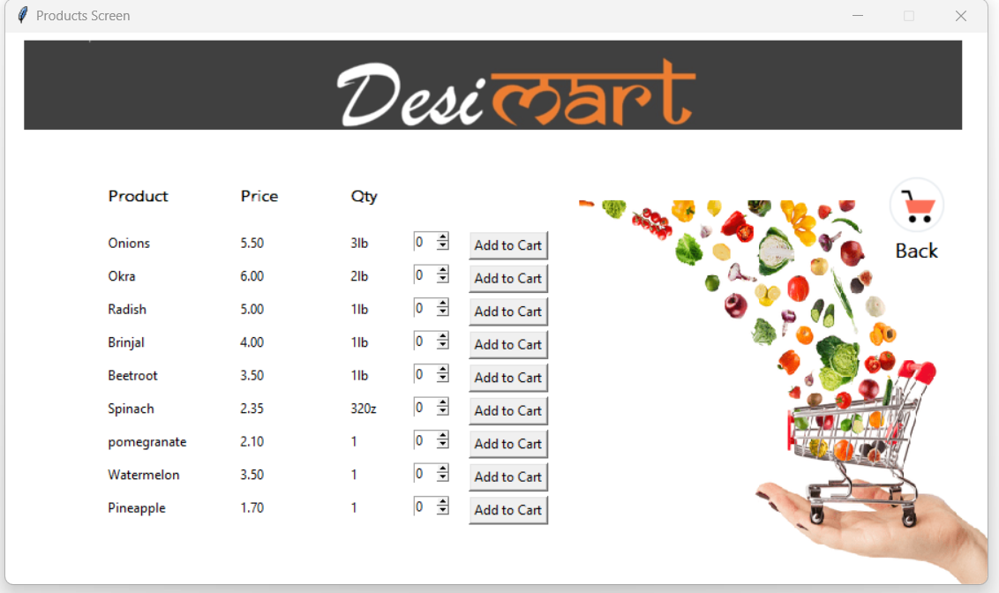 Products Screen
Desi मार्ट
Product Price Qty
Back
Onions 5.50 3lb 0 Add to Cart
Okra 6.00 2lb 0 Add to Cart
Radish 5.00 1lb 0 Add to Cart
Brinjal 4.00 1lb 0 Add to Cart
Beetroot 3.50 1lb 0 Add to Cart
Spinach 2.35 320z 0 Add to Cart
pomegranate 2.10 1 0 Add to Cart
Watermelon 3.50 1 0 Add to Cart
Pineapple 1.70 1 0 Add to Cart